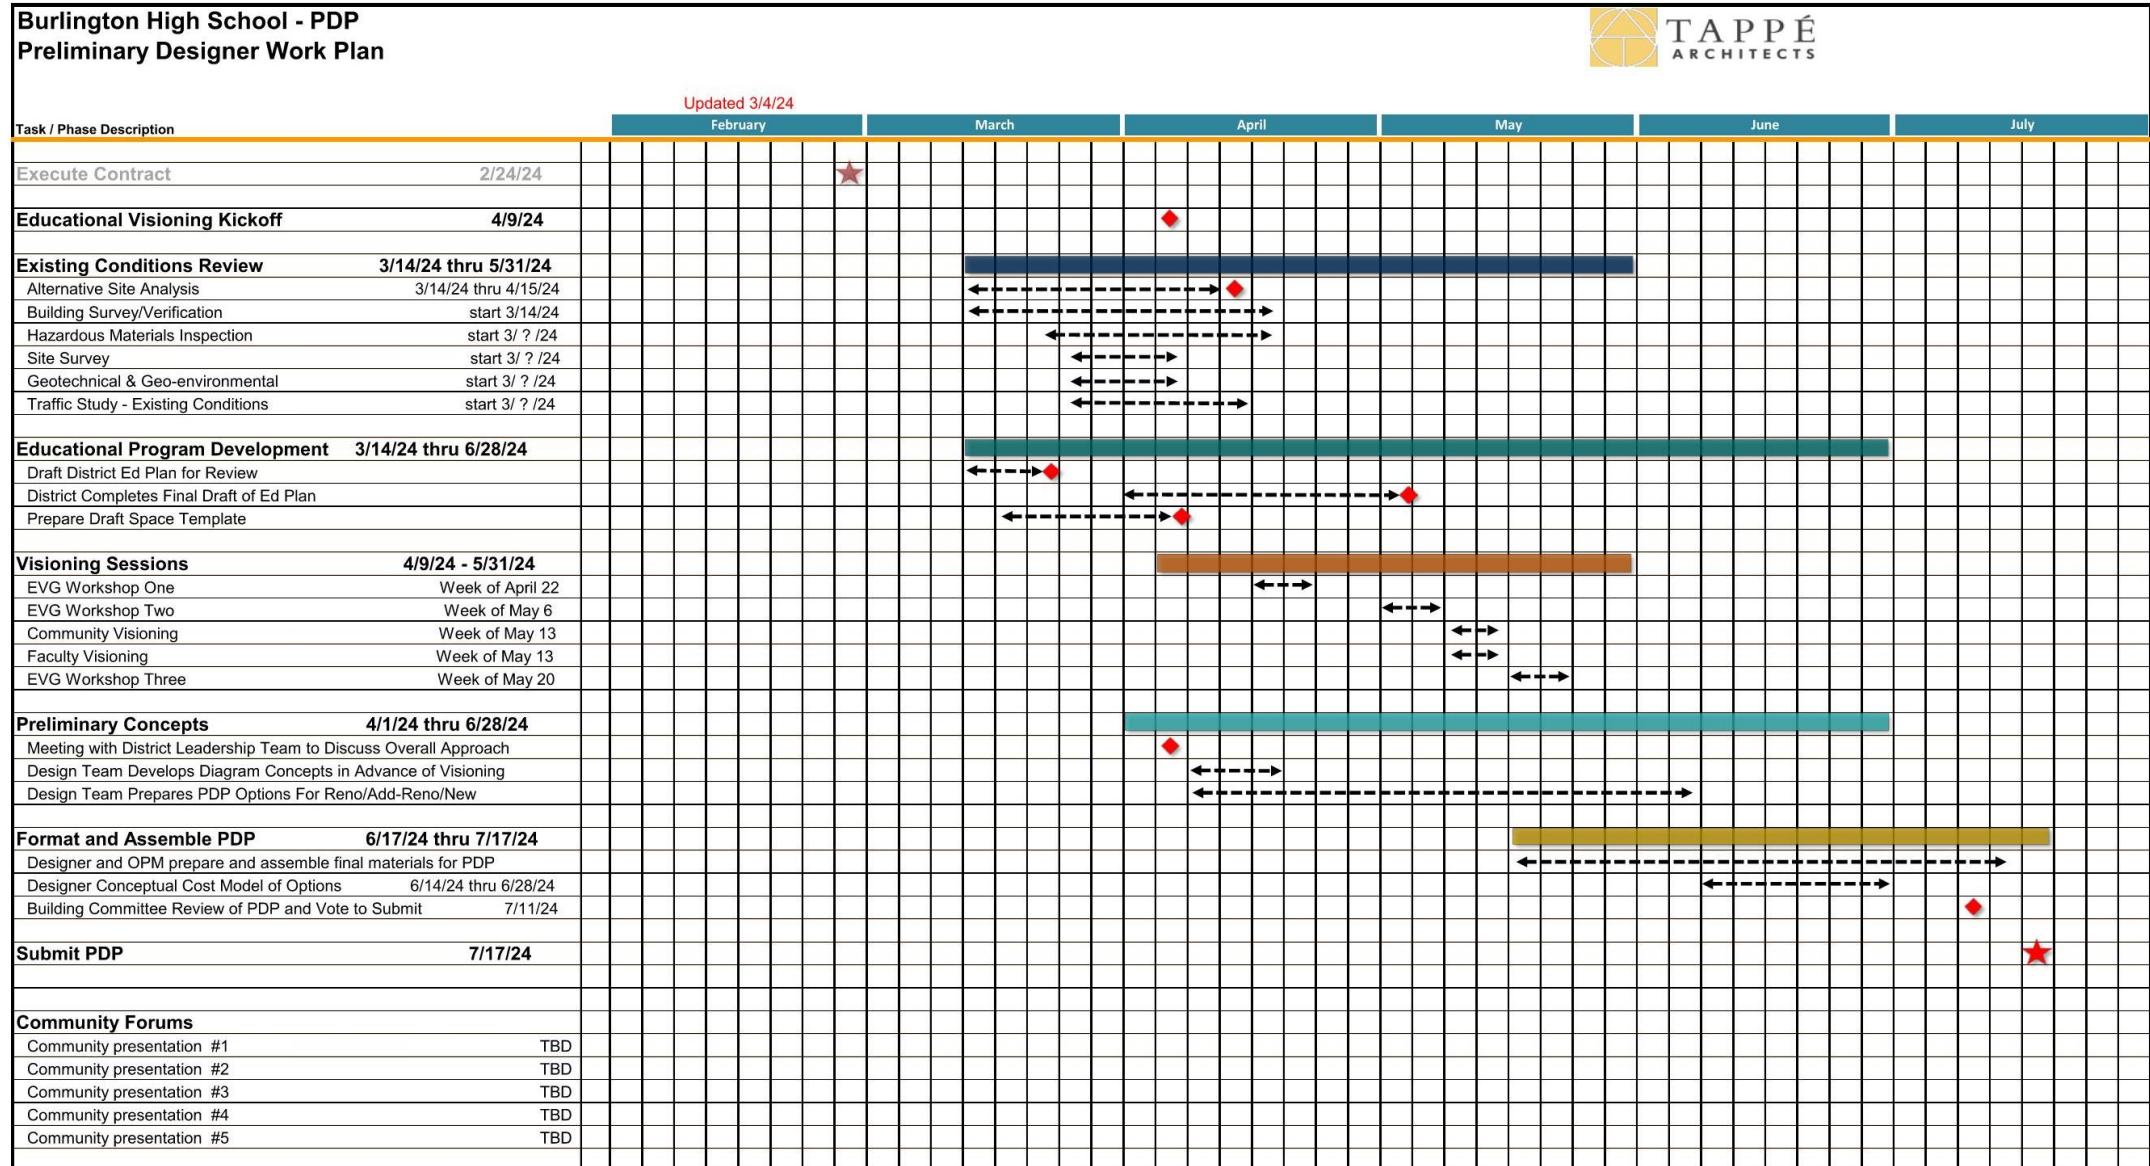 Burlington High School - PDP
Preliminary Designer Work Plan
TAPPÉ
ARCHITECTS
Updated 3/4/24
Task / Phase Description February March April May June July
Execute Contract 2/24/24
Educational Visioning Kickoff 4/9/24
Existing Conditions Review 3/14/24 thru 5/31/24
Alternative Site Analysis 3/14/24 thru 4/15/24
Building Survey/Verification start 3/14/24
Hazardous Materials Inspection start 3/ ? /24
Site Survey start 3/ ? /24
Geotechnical & Geo-environmental start 3/ ? /24
Traffic Study - Existing Conditions start 3/ ? /24
Educational Program Development 3/14/24 thru 6/28/24
Draft District Ed Plan for Review
District Completes Final Draft of Ed Plan
Prepare Draft Space Template
Visioning Sessions 4/9/24 - 5/31/24
EVG Workshop One Week of April 22
EVG Workshop Two Week of May 6
Community Visioning Week of May 13
Faculty Visioning Week of May 13
EVG Workshop Three Week of May 20
Preliminary Concepts 4/1/24 thru 6/28/24
Meeting with District Leadership Team to Discuss Overall Approach
Design Team Develops Diagram Concepts in Advance of Visioning
Design Team Prepares PDP Options For Reno/Add-Reno/New
Format and Assemble PDP 6/17/24 thru 7/17/24
Designer and OPM prepare and assemble final materials for PDP
Designer Conceptual Cost Model of Options 6/14/24 thru 6/28/24
Building Committee Review of PDP and Vote to Submit 7/11/24
Submit PDP 7/17/24
Community Forums
Community presentation #1 TBD
Community presentation #2 TBD
Community presentation #3 TBD
Community presentation #4 TBD
Community presentation #5 TBD